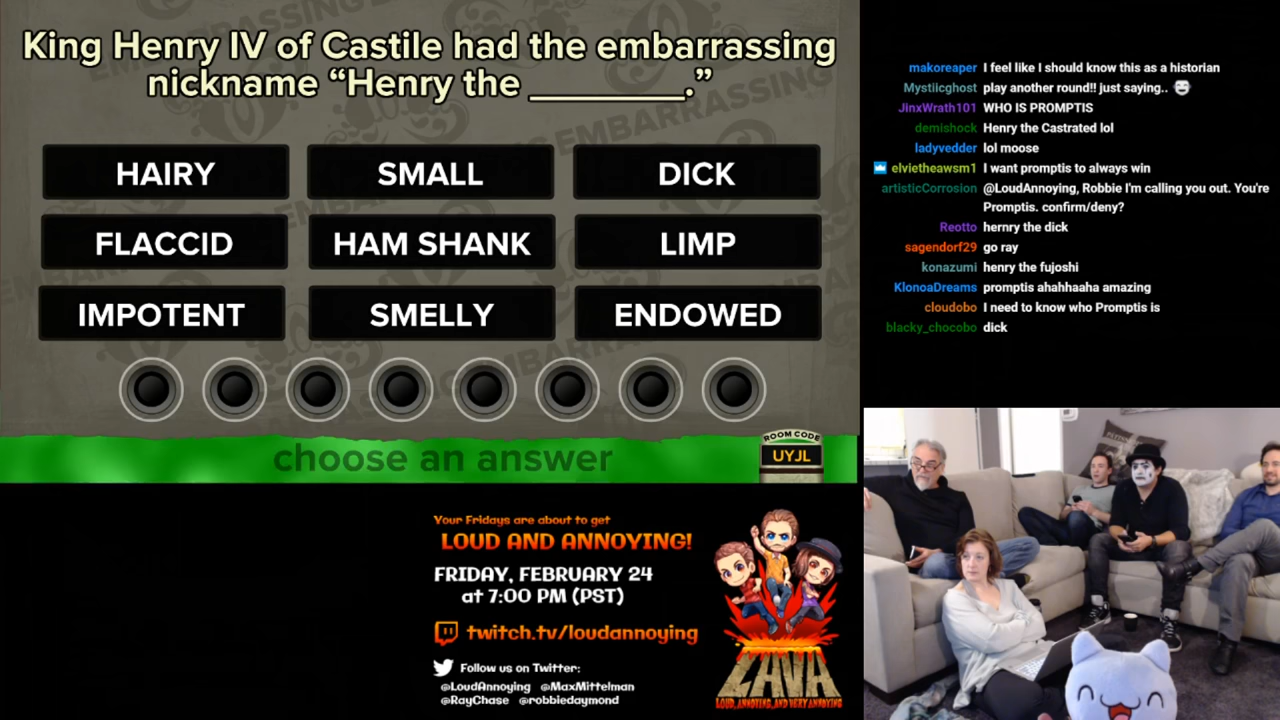 King Henry IV of Castile had the embarrassing
nickname “Henry the ________.”
HAIRY
SMALL
DICK
FLACCID
HAM SHANK
LIMP
IMPOTENT
SMELLY
ENDOWED
choose an answer
ROOM CODE
UYJL
makoreaper I feel like I should know this as a historian
Mystiicghost play another round!! just saying..
JinxWrath101 WHO IS PROMPTIS
demishock Henry the Castrated lol
ladyvedder lol moose
elvietheawsm1 I want promptis to always win
artisticCorrosion @LoudAnnoying, Robbie I'm calling you out. You're
Promptis. confirm/deny?
Reotto hernry the dick
sagendorf29 go ray
konazumi henry the fujoshi
KlonoaDreams promptis ahahhaaha amazing
cloudobo I need to know who Promptis is
blacky_chocobo dick
Your Fridays are about to get
LOUD AND ANNOYING!
FRIDAY, FEBRUARY 24
at 7:00 PM (PST)
twitch.tv/loudannoying
Follow us on Twitter:
@LoudAnnoying @MaxMittelman
@RayChase @robbiedaymond
LAVA
LOUD, ANNOYING, AND VERY ANNOYING